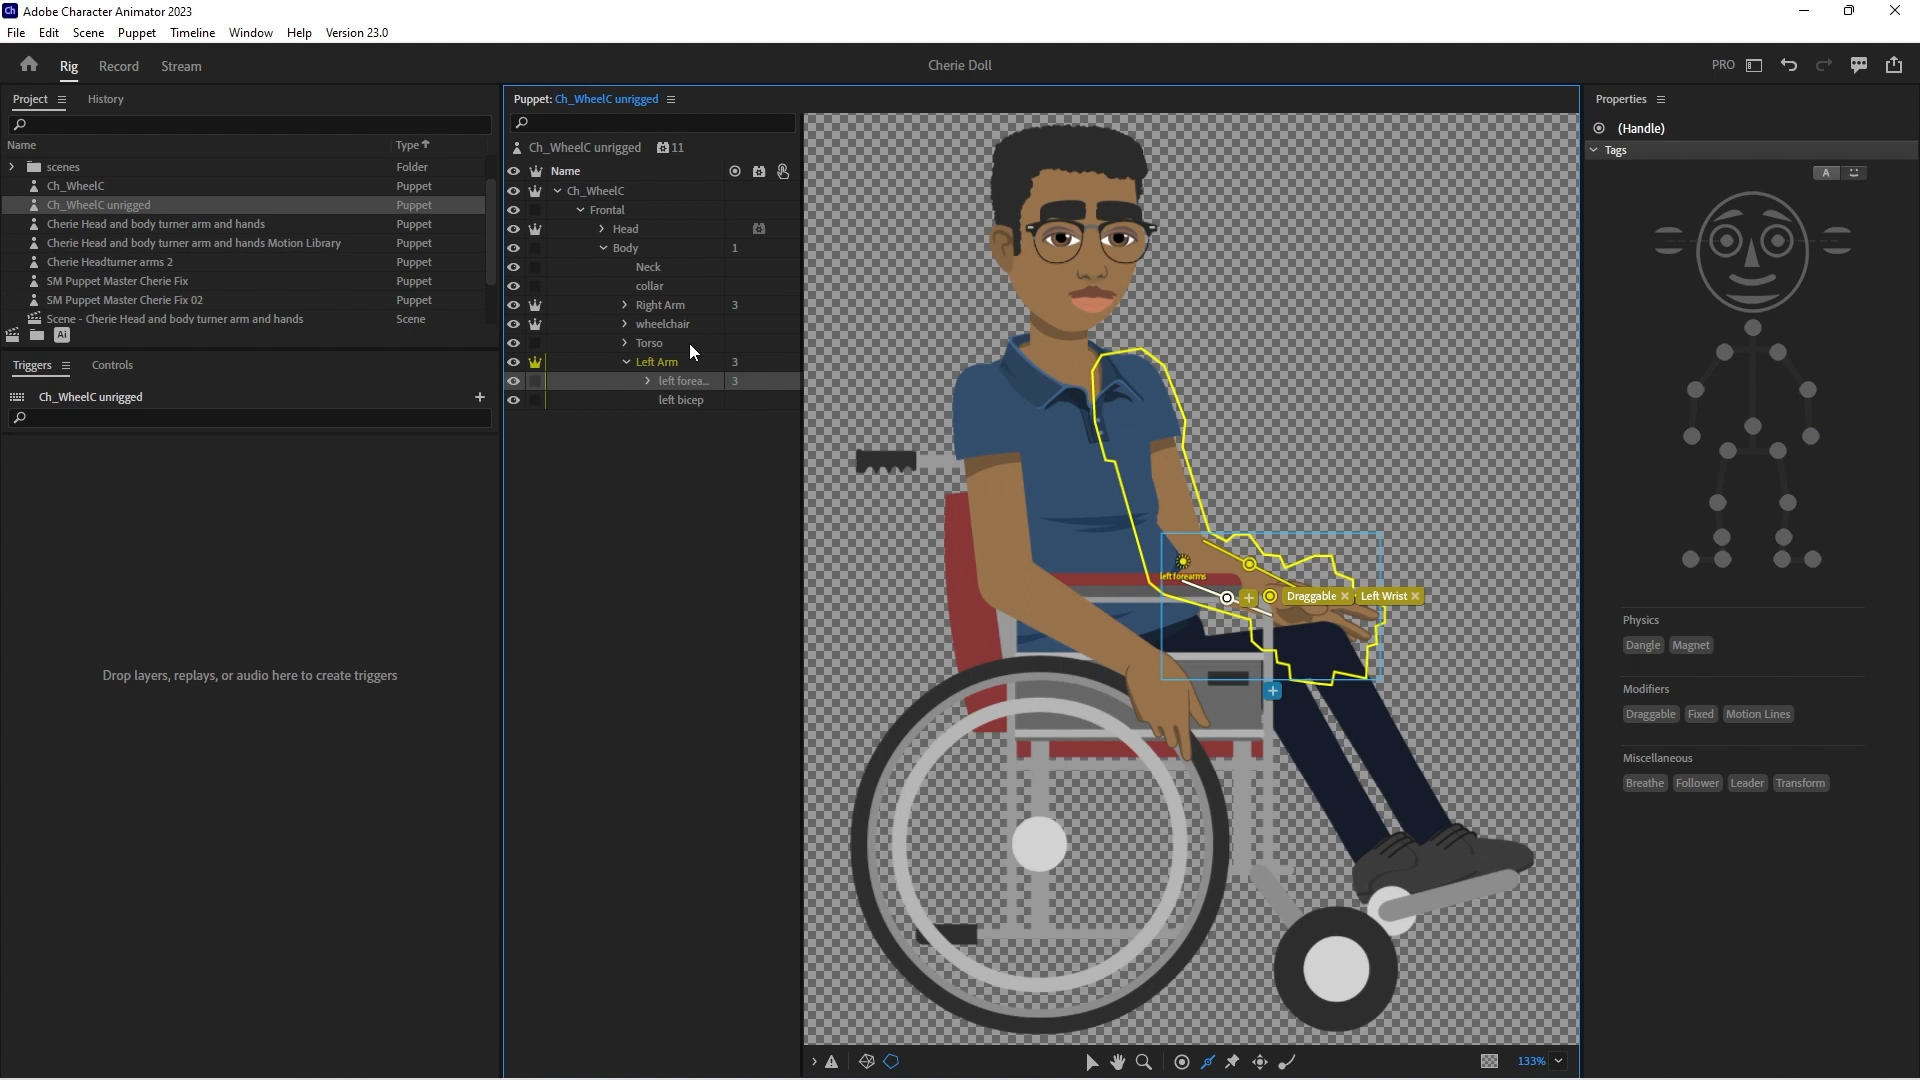 Ch Adobe Character Animator 2023
File Edit Scene Puppet Timeline Window Help Version 23.0
Rig Record Stream
Cherie Doll
PRO
Project History
Name Type
scenes Folder
Ch_WheelC Puppet
Ch_WheelC unrigged Puppet
Cherie Head and body turner arm and hands Puppet
Cherie Head and body turner arm and hands Motion Library Puppet
Cherie Headturner arms 2 Puppet
SM Puppet Master Cherie Fix Puppet
SM Puppet Master Cherie Fix 02 Puppet
Scene - Cherie Head and body turner arm and hands Scene
Ai
Triggers Controls
Ch_WheelC unrigged +
Drop layers, replays, or audio here to create triggers
Puppet: Ch_WheelC unrigged
Ch_WheelC unrigged 11
Name
Ch_WheelC
Frontal
Head
Body 1
Neck
collar
Right Arm 3
wheelchair
Torso
Left Arm 3
left forea... 3
left bicep
left forearms
Draggable × Left Wrist ×
133%
Properties
(Handle)
Tags
A
Physics
Dangle Magnet
Modifiers
Draggable Fixed Motion Lines
Miscellaneous
Breathe Follower Leader Transform